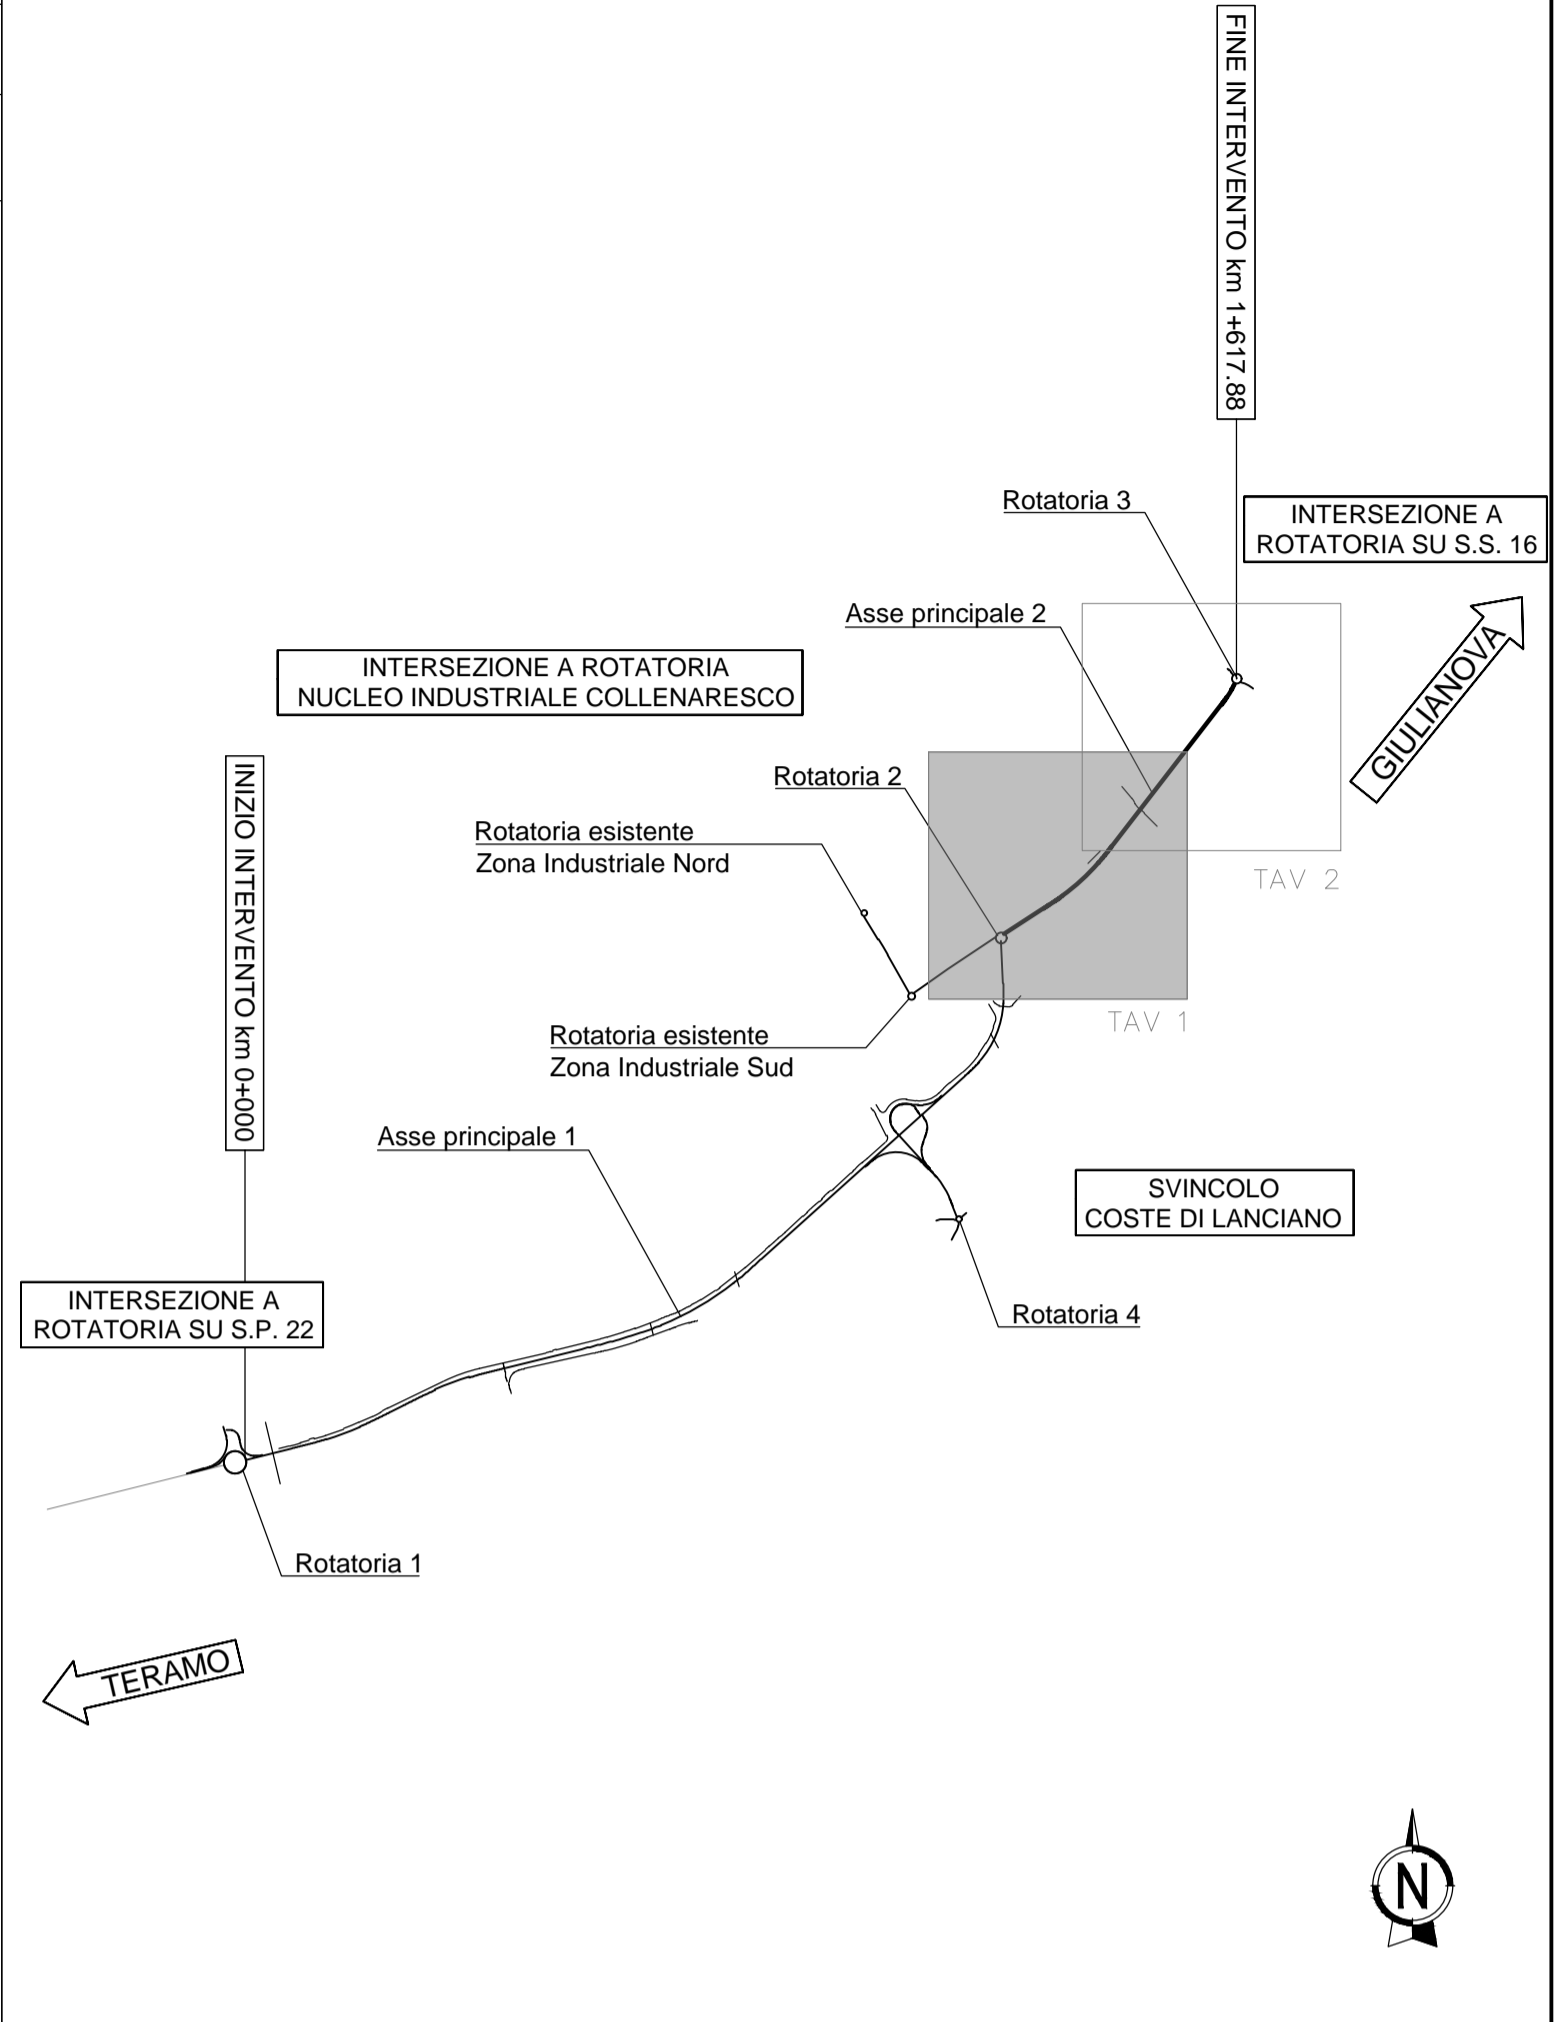 FINE INTERVENTO km 1+617.88
Rotatoria 3
INTERSEZIONE A
ROTATORIA SU S.S. 16
Asse principale 2
GIULIANOVA
INTERSEZIONE A ROTATORIA
NUCLEO INDUSTRIALE COLLENARESCO
Rotatoria 2
INIZIO INTERVENTO km 0+000
Rotatoria esistente
Zona Industriale Nord
TAV 2
TAV 1
Rotatoria esistente
Zona Industriale Sud
Asse principale 1
SVINCOLO
COSTE DI LANCIANO
INTERSEZIONE A
ROTATORIA SU S.P. 22
Rotatoria 4
Rotatoria 1
TERAMO
N